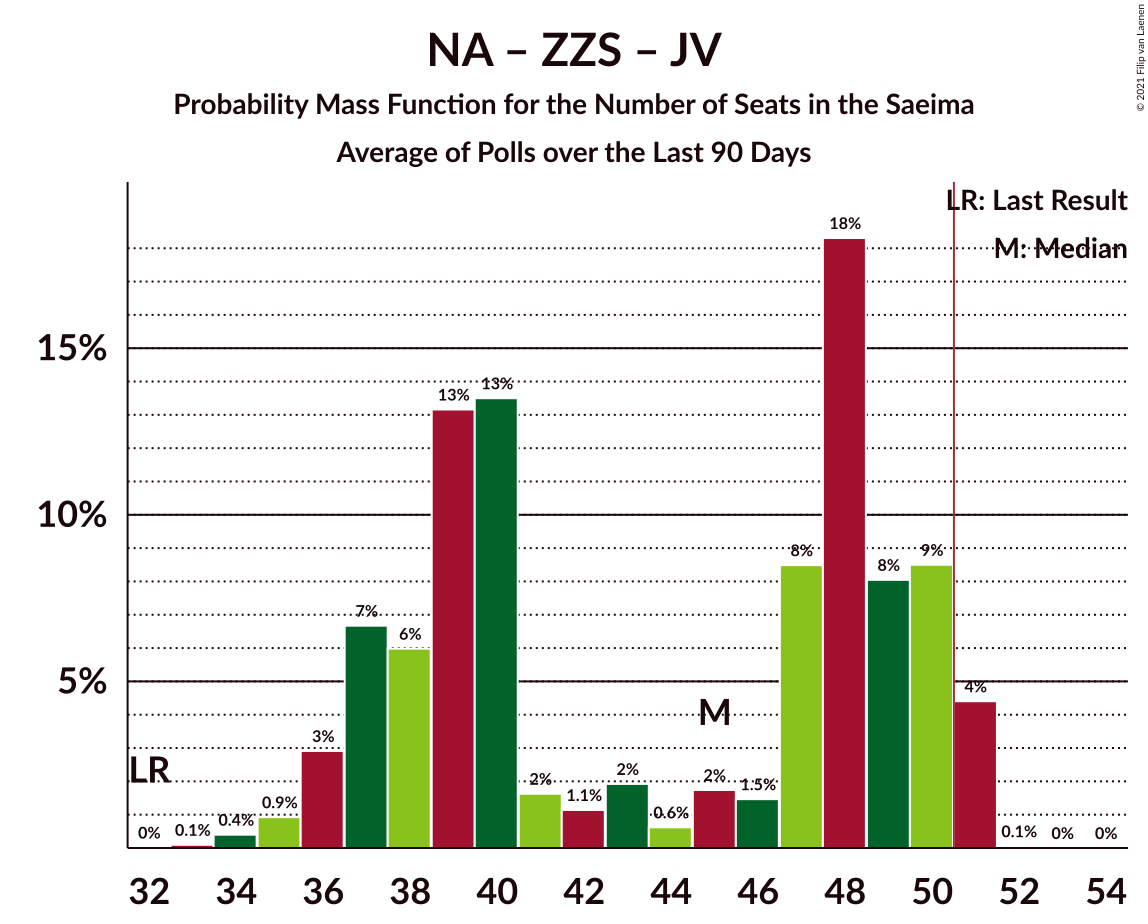 NA – ZZS – JV
Probability Mass Function for the Number of Seats in the Saeima
Average of Polls over the Last 90 Days
© 2021 Filip van Laenen
LR: Last Result
M: Median
15%
10%
5%
LR
M
0%
0.1%
0.4%
0.9%
3%
7%
6%
13%
13%
2%
1.1%
2%
0.6%
2%
1.5%
8%
18%
8%
9%
4%
0.1%
0%
0%
32 34 36 38 40 42 44 46 48 50 52 54